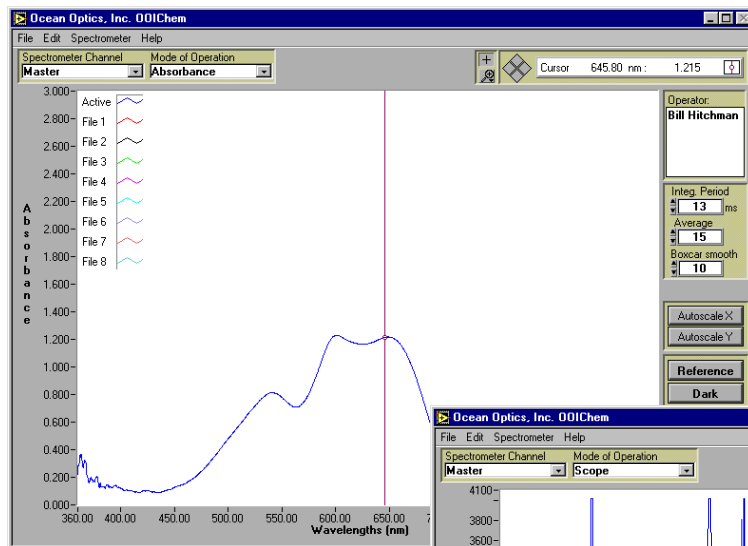 Ocean Optics, Inc. OOIChem
File Edit Spectrometer Help
Spectrometer Channel Mode of Operation
Master Absorbance
Cursor 645.80 nm : 1.215
3.000
2.800
2.600
2.400
2.200
2.000
1.800
1.600
1.400
1.200
1.000
0.800
0.600
0.400
0.200
0.000
Absorbance
Active
File 1
File 2
File 3
File 4
File 5
File 6
File 7
File 8
360.00 400.00 450.00 500.00 550.00 600.00 650.00
Wavelengths (nm)
Operator:
Bill Hitchman
Integ. Period
13 ms
Average
15
Boxcar smooth
10
Autoscale X
Autoscale Y
Reference
Dark
Ocean Optics, Inc. OOIChem
File Edit Spectrometer Help
Spectrometer Channel Mode of Operation
Master Scope
4100
3800
3600